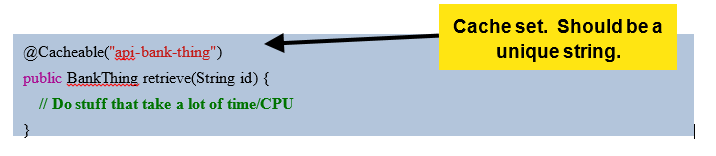 Cache set.  Should be a
unique string.
@Cacheable("api-bank-thing")
public BankThing retrieve(String id) {
// Do stuff that take a lot of time/CPU
}